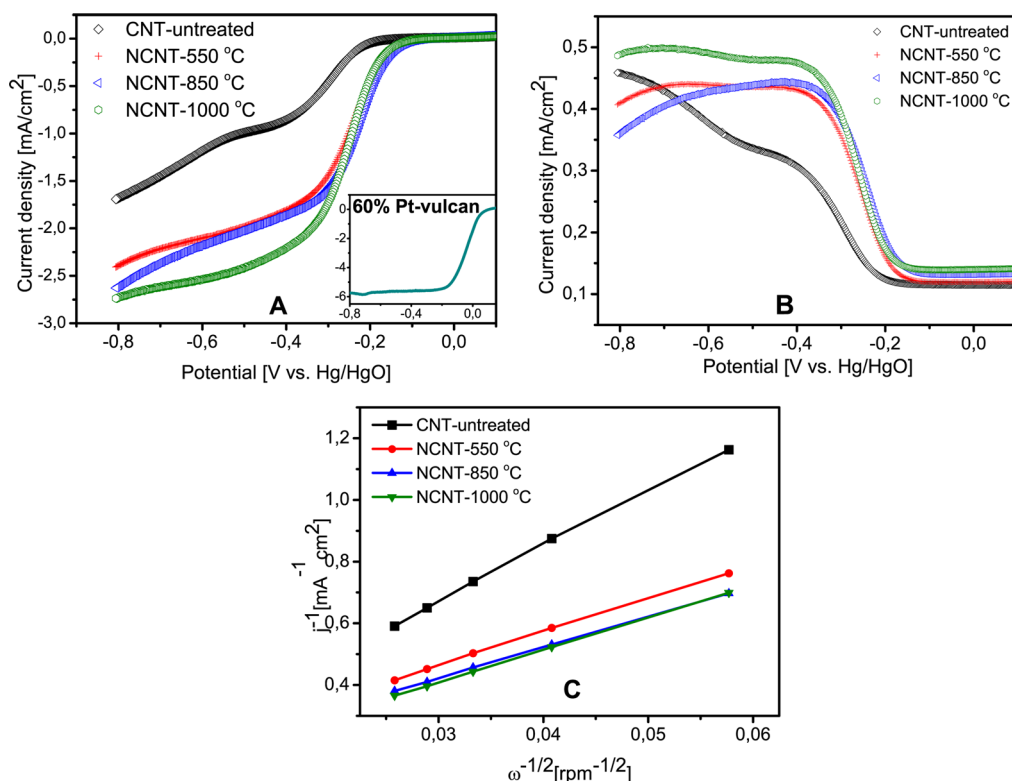 CNT-untreated
NCNT-550 °C
NCNT-850 °C
NCNT-1000 °C
Current density [mA/cm²]
0,0
-0,5
-1,0
-1,5
-2,0
-2,5
-3,0
60% Pt-vulcan
0
-2
-4
-6
-0,8
-0,4
0,0
A
-0,8 -0,6 -0,4 -0,2 0,0
Potential [V vs. Hg/HgO]
CNT-untreated
NCNT-550 °C
NCNT-850 °C
NCNT-1000 °C
Current density [mA/cm²]
0,5
0,4
0,3
0,2
0,1
B
-0,8 -0,6 -0,4 -0,2 0,0
Potential [V vs. Hg/HgO]
CNT-untreated
NCNT-550 °C
NCNT-850 °C
NCNT-1000 °C
j⁻¹[mA⁻¹ cm²]
1,2
1,0
0,8
0,6
0,4
C
0,03 0,04 0,05 0,06
ω⁻¹/²[rpm⁻¹/²]